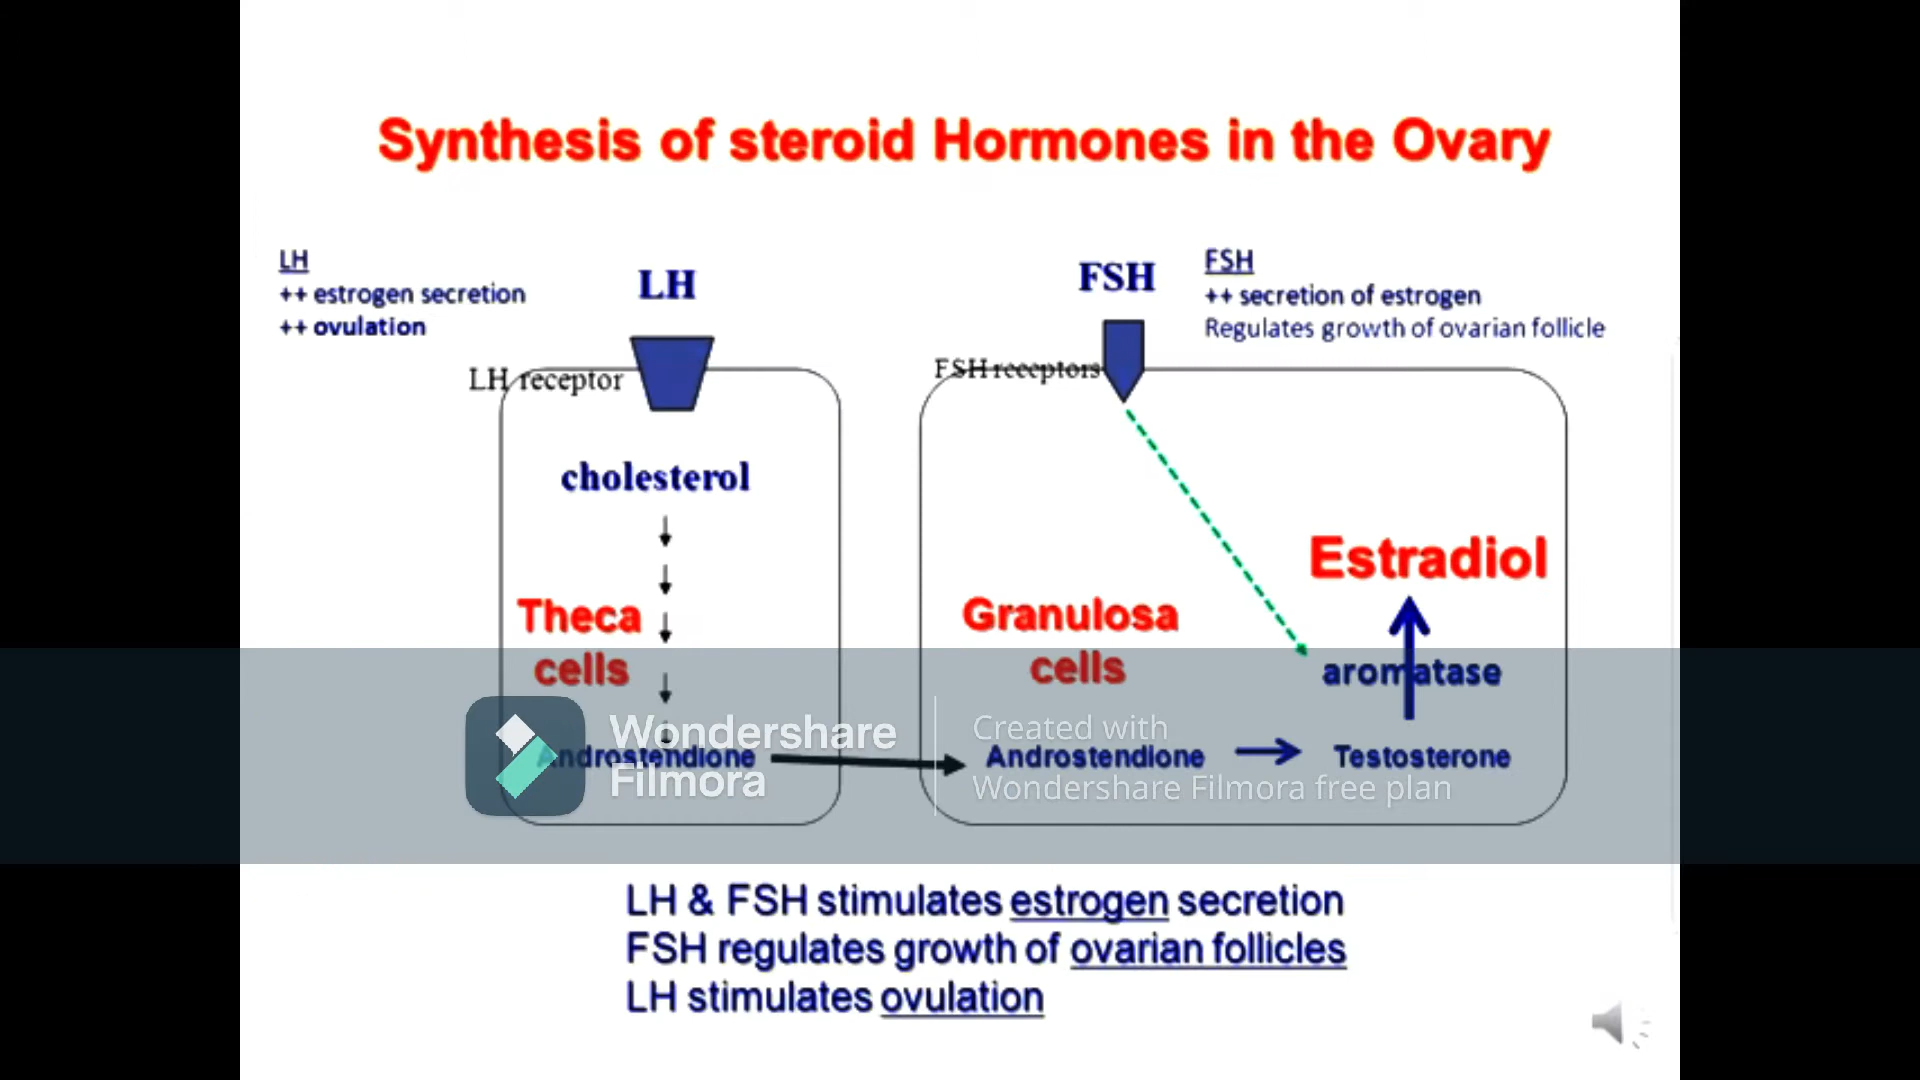 Synthesis of steroid Hormones in the Ovary
LH
++ estrogen secretion
++ ovulation
LH
FSH
FSH
++ secretion of estrogen
Regulates growth of ovarian follicle
LH receptor
FSH receptors
cholesterol
Estradiol
Theca
cells
Granulosa
cells
aromatase
Androstendione
Androstendione
Testosterone
Wondershare
Filmora
Created with
Wondershare Filmora free plan
LH & FSH stimulates estrogen secretion
FSH regulates growth of ovarian follicles
LH stimulates ovulation